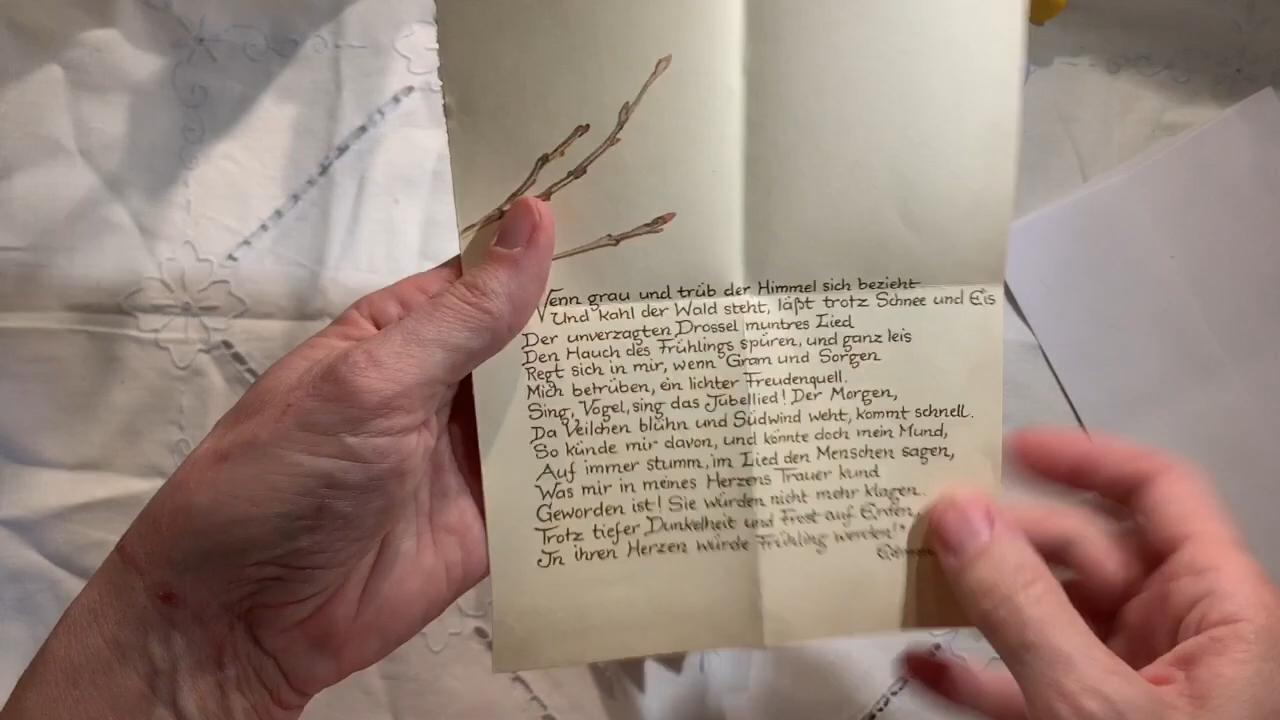 Wenn grau und trüb der Himmel sich bezieht
Und kahl der Wald steht, läßt trotz Schnee und Eis
Der unverzagten Drossel muntres Lied
Den Hauch des Frühlings spüren, und ganz leis
Regt sich in mir, wenn Gram und Sorgen
Mich betrüben, ein lichter Freudenquell.
Sing, Vogel, sing das Jubellied! Der Morgen,
Da Veilchen blühn und Südwind weht, kommt schnell.
So künde mir davon, und könnte doch mein Mund,
Auf immer stumm, im Lied den Menschen sagen,
Was mir in meines Herzens Trauer kund
Geworden ist! Sie würden nicht mehr klagen.
Trotz tiefer Dunkelheit und Frost auf Erden,
Jn ihren Herzen würde Frühling werden!"